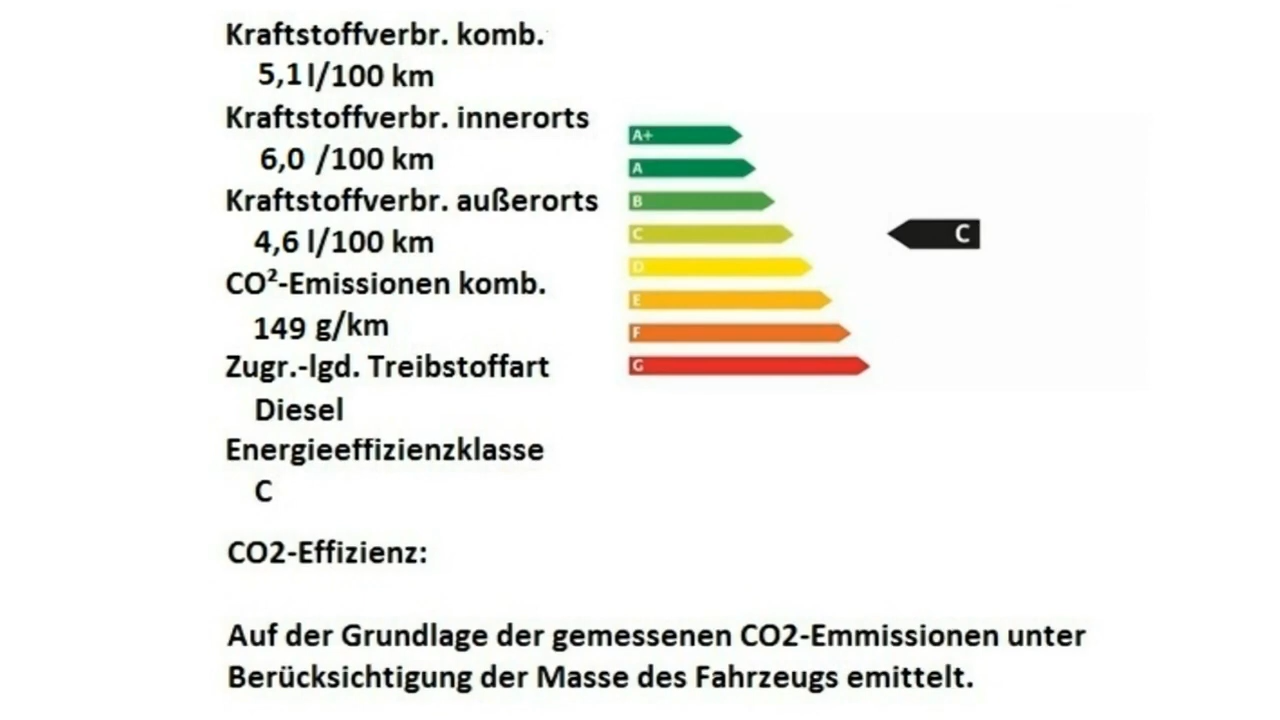 Kraftstoffverbr. komb.
5,1 l/100 km
Kraftstoffverbr. innerorts
6,0 /100 km
Kraftstoffverbr. außerorts
4,6 l/100 km
CO²-Emissionen komb.
149 g/km
Zugr.-lgd. Treibstoffart
Diesel
Energieeffizienzklasse
C
A+
A
B
C
D
E
F
G
C
CO2-Effizienz:
Auf der Grundlage der gemessenen CO2-Emmissionen unter
Berücksichtigung der Masse des Fahrzeugs emittelt.